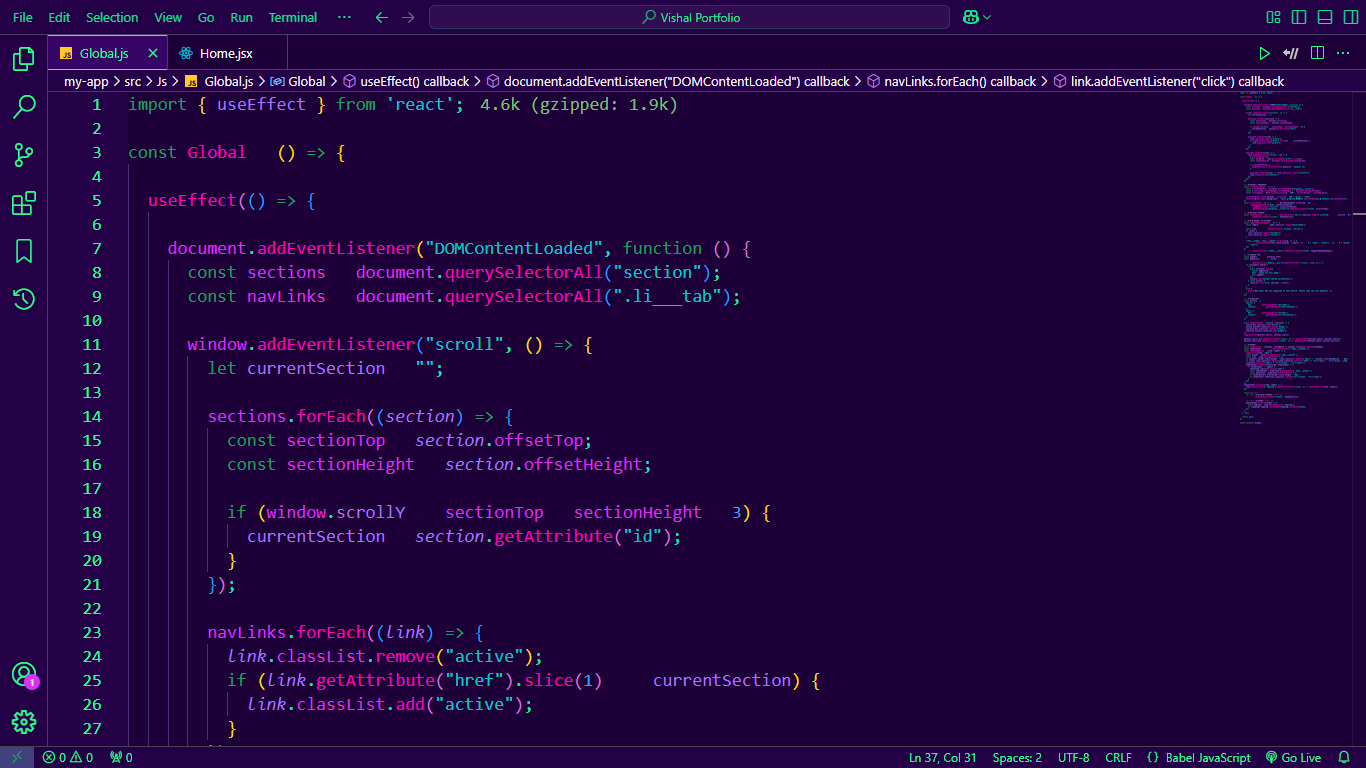 File Edit Selection View Go Run Terminal ··· ← → Vishal Portfolio
JS Global.js × Home.jsx
my-app > src > Js > JS Global.js > Global > useEffect() callback > document.addEventListener("DOMContentLoaded") callback > navLinks.forEach() callback > link.addEventListener("click") callback
1 import { useEffect } from 'react'; 4.6k (gzipped: 1.9k)
2
3 const Global () => {
4
5 useEffect(() => {
6
7 document.addEventListener("DOMContentLoaded", function () {
8 const sections document.querySelectorAll("section");
9 const navLinks document.querySelectorAll(".li___tab");
10
11 window.addEventListener("scroll", () => {
12 let currentSection "";
13
14 sections.forEach((section) => {
15 const sectionTop section.offsetTop;
16 const sectionHeight section.offsetHeight;
17
18 if (window.scrollY sectionTop sectionHeight 3) {
19 currentSection section.getAttribute("id");
20 }
21 });
22
23 navLinks.forEach((link) => {
24 link.classList.remove("active");
25 if (link.getAttribute("href").slice(1) currentSection) {
26 link.classList.add("active");
27 }
1
0 0 0 Ln 37, Col 31 Spaces: 2 UTF-8 CRLF {} Babel JavaScript Go Live